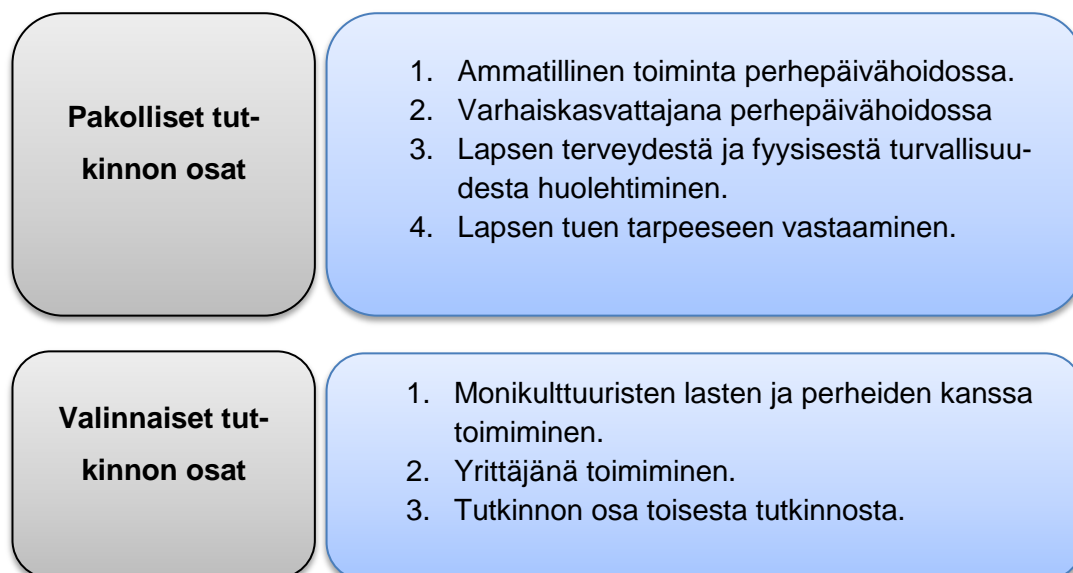 Pakolliset tut-
kinnon osat
1. Ammatillinen toiminta perhepäivähoidossa.
2. Varhaiskasvattajana perhepäivähoidossa
3. Lapsen terveydestä ja fyysisestä turvallisuu-
desta huolehtiminen.
4. Lapsen tuen tarpeeseen vastaaminen.
Valinnaiset tut-
kinnon osat
1. Monikulttuuristen lasten ja perheiden kanssa
toimiminen.
2. Yrittäjänä toimiminen.
3. Tutkinnon osa toisesta tutkinnosta.